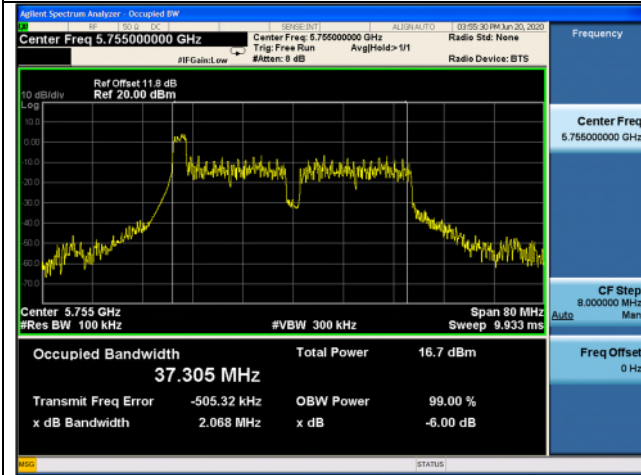 Agilent Spectrum Analyzer - Occupied BW
RF 50 Ω DC SENSE:INT ALIGN AUTO 03:55:30 PM Jun 20, 2020
Center Freq 5.755000000 GHz
Center Freq: 5.755000000 GHz Radio Std: None
Trig: Free Run Avg|Hold:>1/1
#IFGain:Low #Atten: 8 dB Radio Device: BTS
Frequency
Ref Offset 11.8 dB
10 dB/div Ref 20.00 dBm
Log
10.0
0.00
-10.0
-20.0
-30.0
-40.0
-50.0
-60.0
-70.0
Center Freq
5.755000000 GHz
Center 5.755 GHz Span 80 MHz
#Res BW 100 kHz #VBW 300 kHz Sweep 9.933 ms
CF Step
8.000000 MHz
Auto Man
Occupied Bandwidth Total Power 16.7 dBm
37.305 MHz
Transmit Freq Error -505.32 kHz OBW Power 99.00 %
x dB Bandwidth 2.068 MHz x dB -6.00 dB
Freq Offset
0 Hz
MSG STATUS